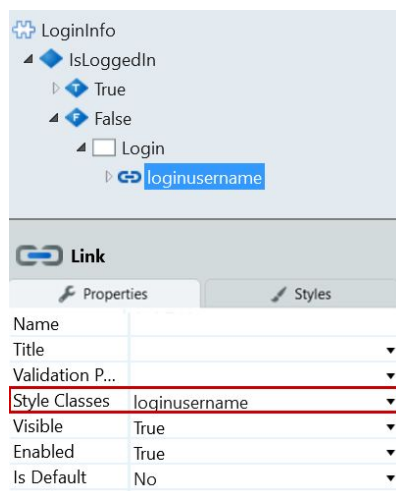 LoginInfo
IsLoggedIn
T True
F False
Login
loginusername
Link
Properties Styles
Name
Title
Validation P...
Style Classes loginusername
Visible True
Enabled True
Is Default No